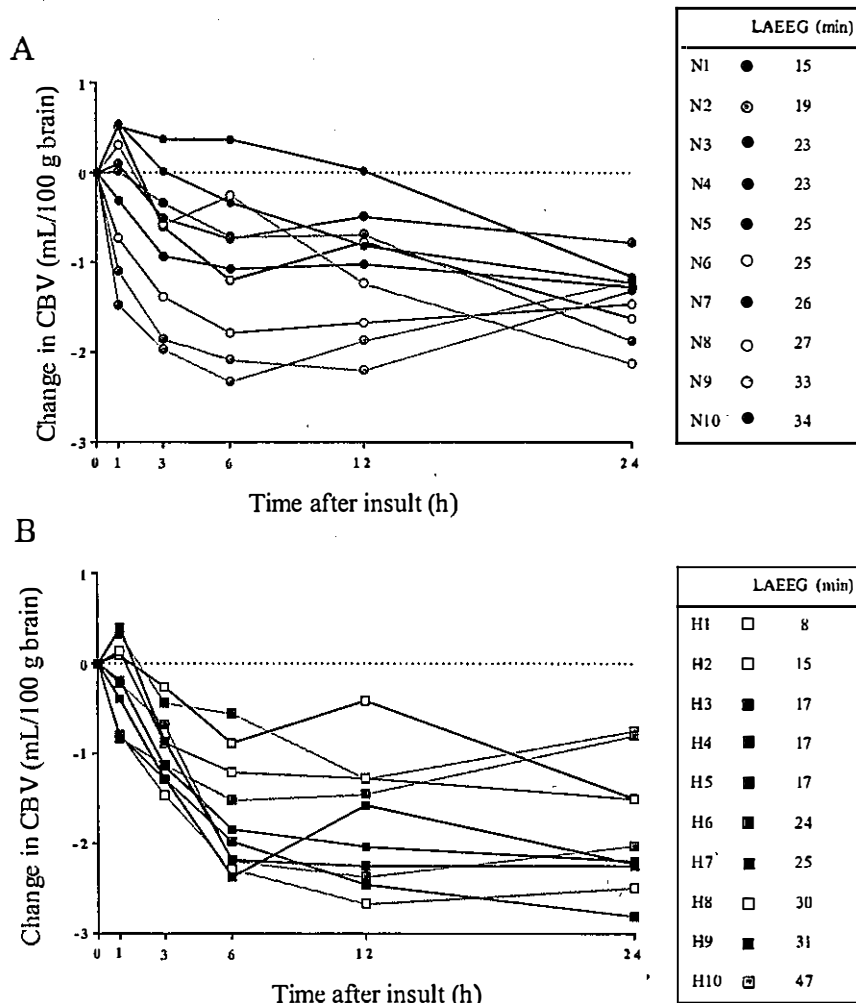 A
Change in CBV (mL/100 g brain)
1
0
-1
-2
-3
0 1 3 6 12 24
Time after insult (h)
LAEEG (min)
N1 15
N2 19
N3 23
N4 23
N5 25
N6 25
N7 26
N8 27
N9 33
N10 34
B
Change in CBV (mL/100 g brain)
1
0
-1
-2
-3
0 1 3 6 12 24
Time after insult (h)
LAEEG (min)
H1 8
H2 15
H3 17
H4 17
H5 17
H6 24
H7 25
H8 30
H9 31
H10 47